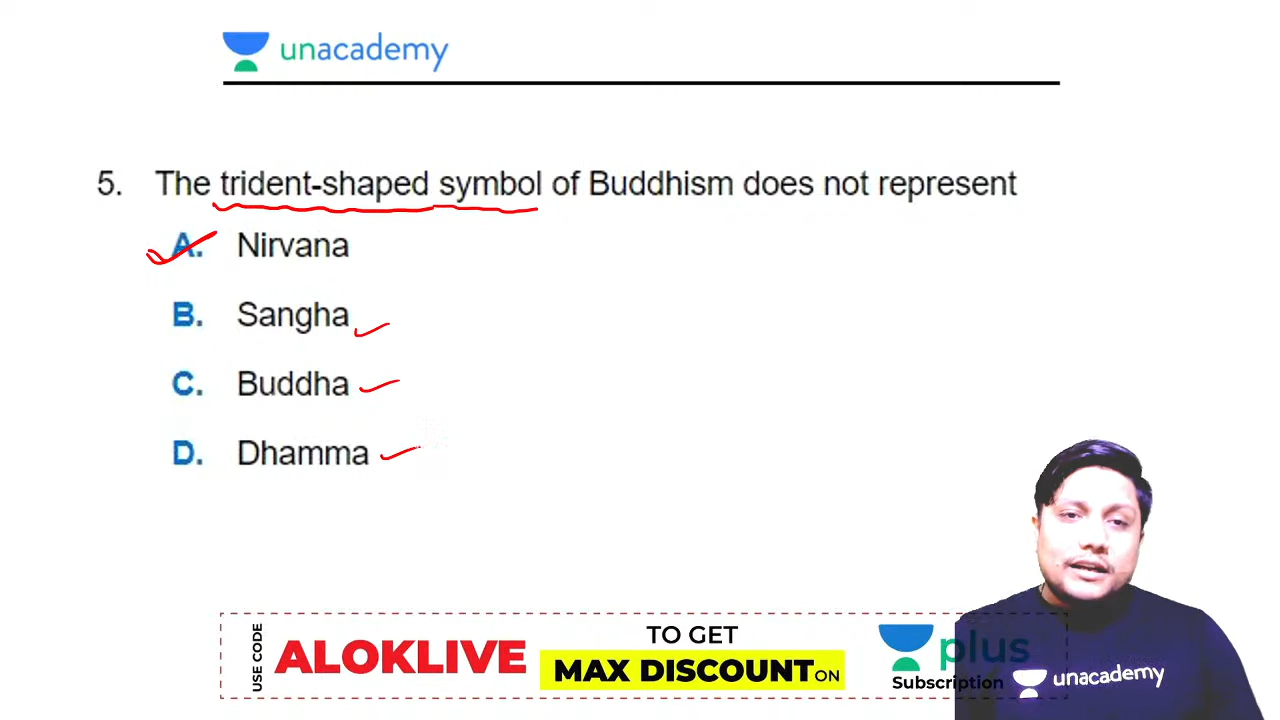 unacademy
5. The trident-shaped symbol of Buddhism does not represent
A. Nirvana
B. Sangha
C. Buddha
D. Dhamma
USE CODE
ALOKLIVE
TO GET
MAX DISCOUNT ON
plus
Subscription
unacademy